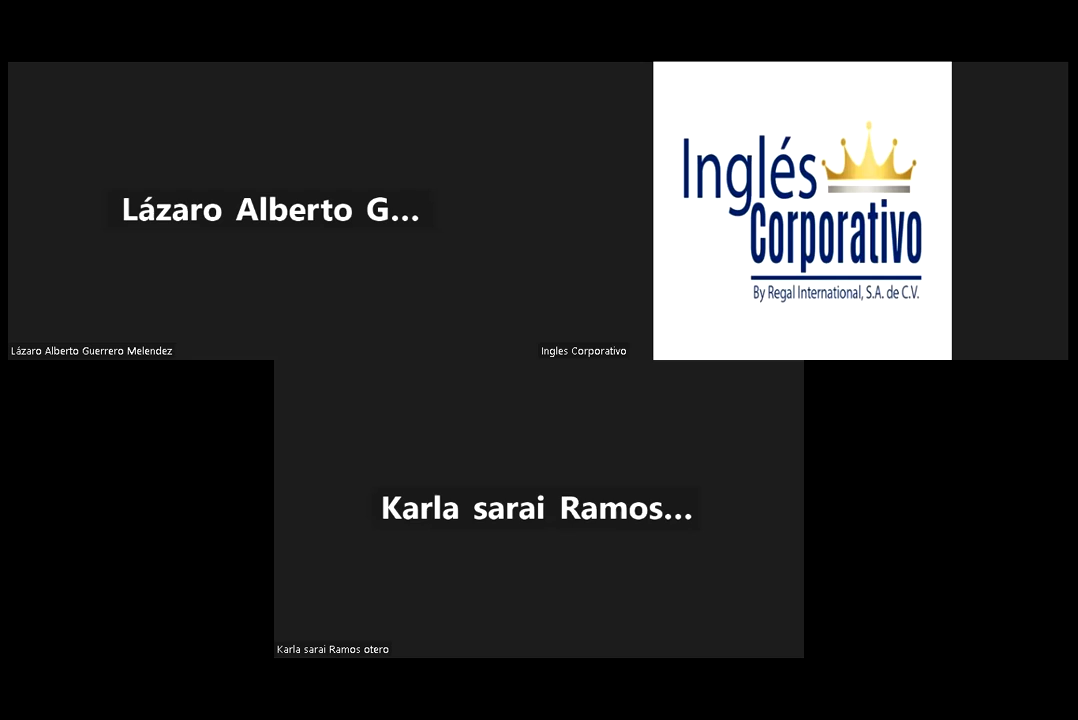 Lázaro Alberto G...
Lázaro Alberto Guerrero Melendez
Inglés
Corporativo
By Regal International, S.A. de C.V.
Ingles Corporativo
Karla sarai Ramos...
Karla sarai Ramos otero